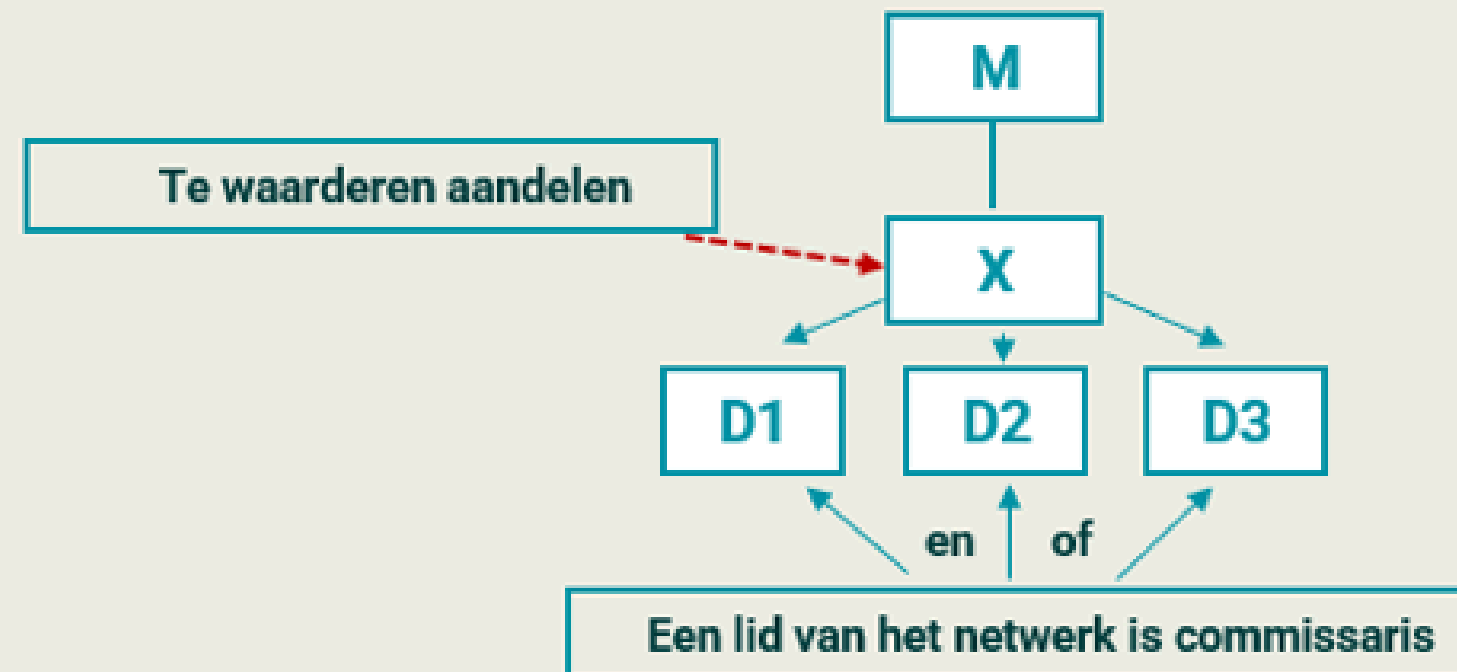 M
Te waarderen aandelen
X
D1
D2
D3
en of
Een lid van het netwerk is commissaris